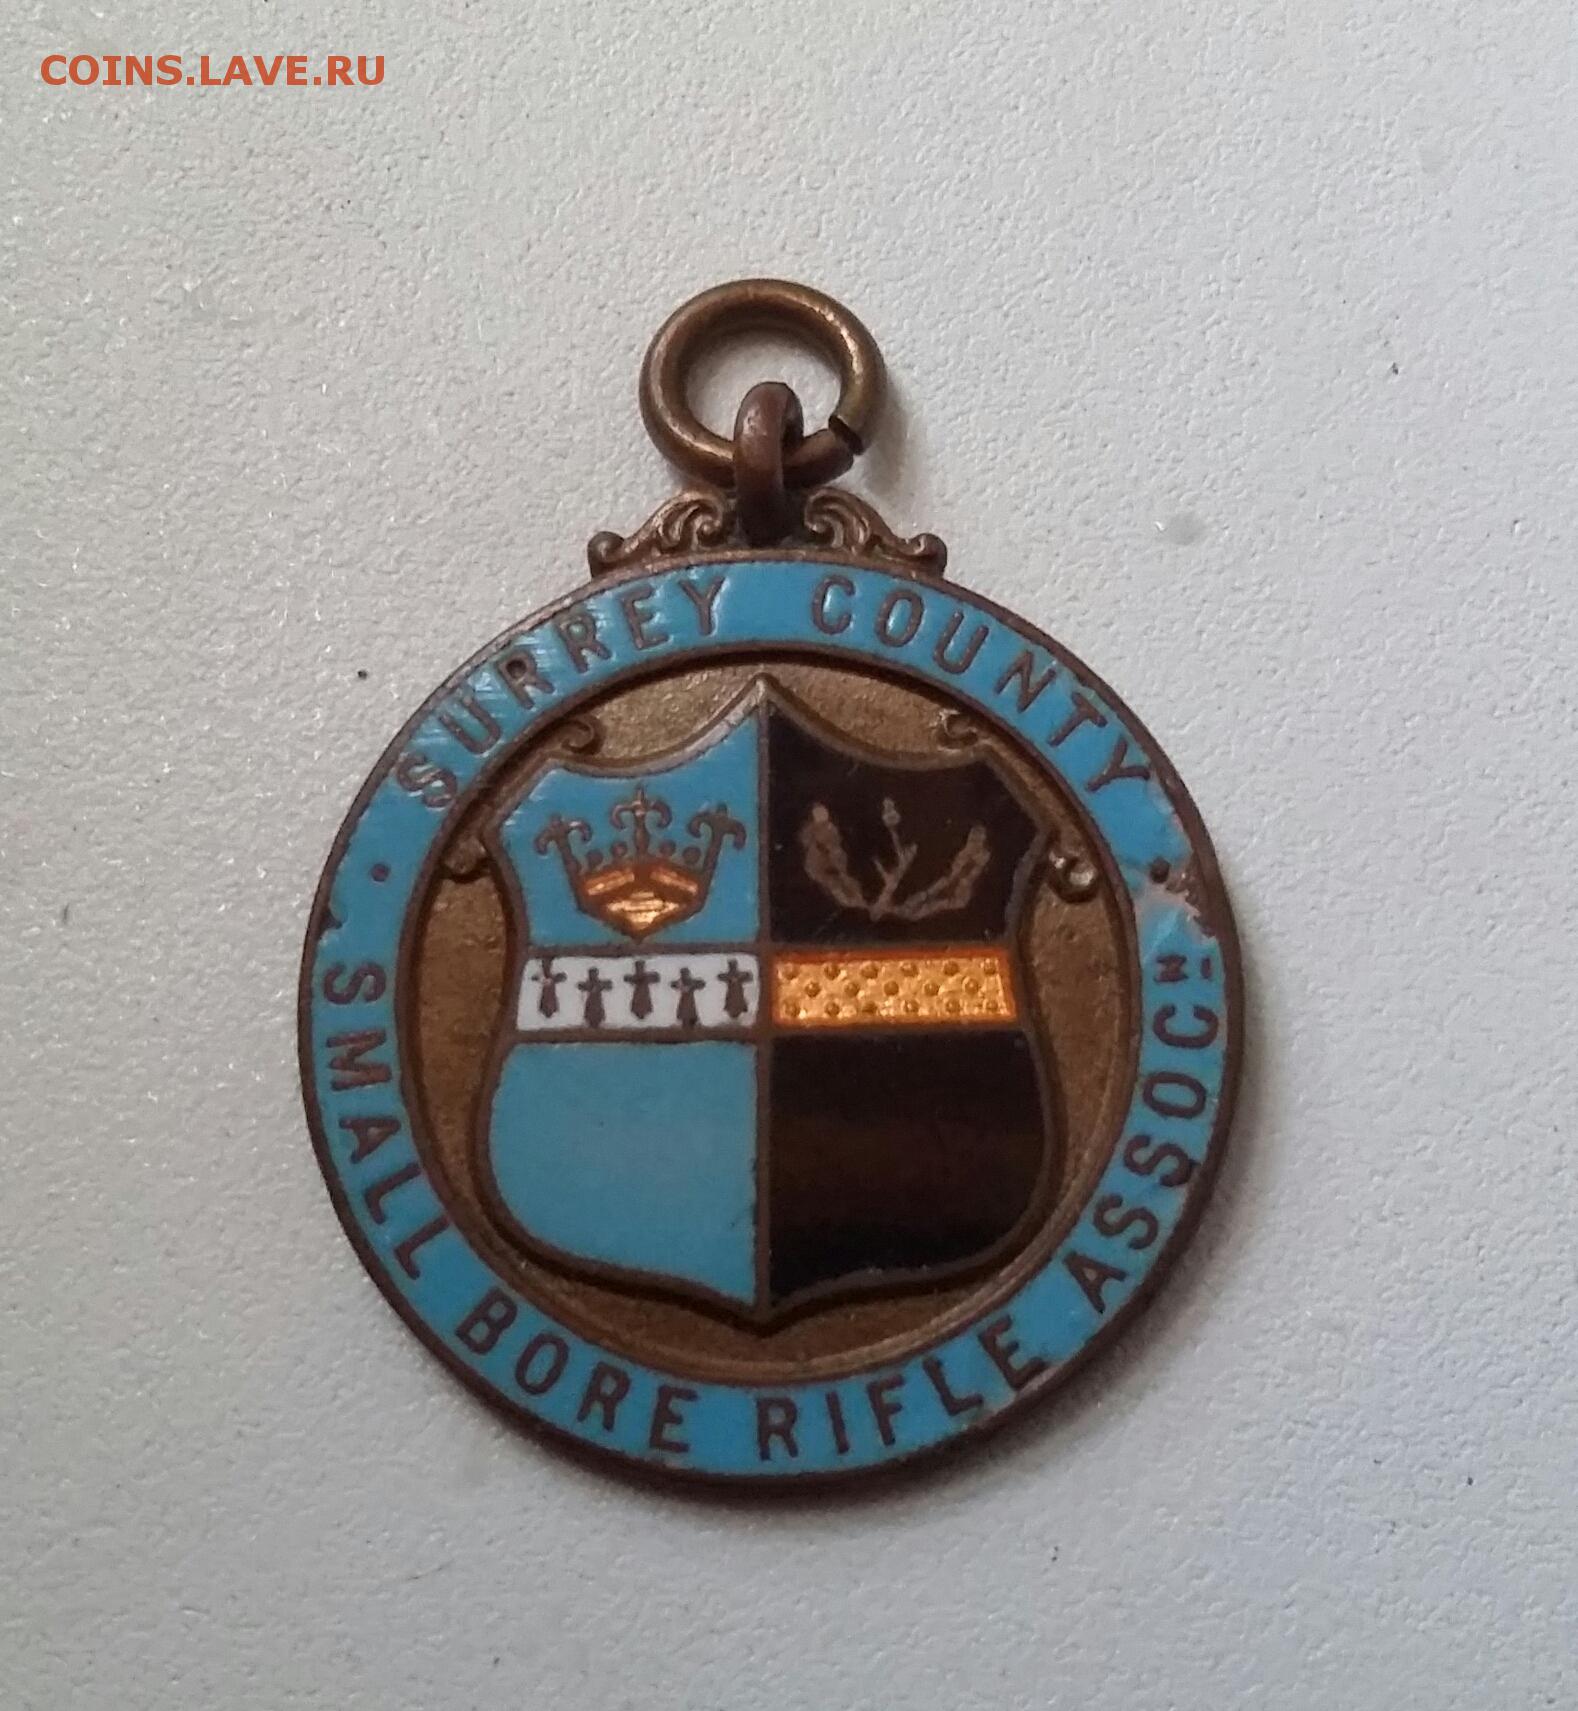 COINS.LAVE.RU
SURREY COUNTY
SMALL BORE RIFLE ASSOCN